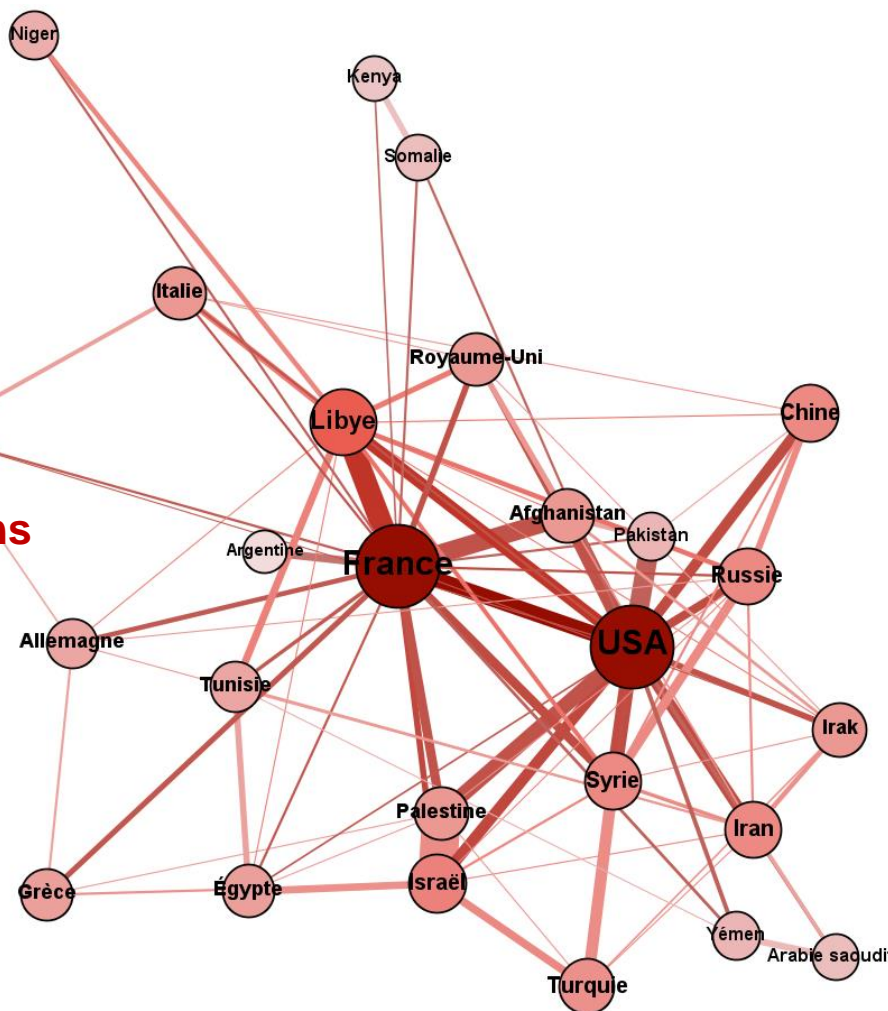 Niger
Kenya
Somalie
Italie
Royaume-Uni
Libye
Chine
Afghanistan
ns
Pakistan
Argentine
France
Russie
Allemagne
USA
Tunisie
Irak
Syrie
Palestine
Iran
Israël
Grèce
Égypte
Yémen
Arabie saoudi
Turquie